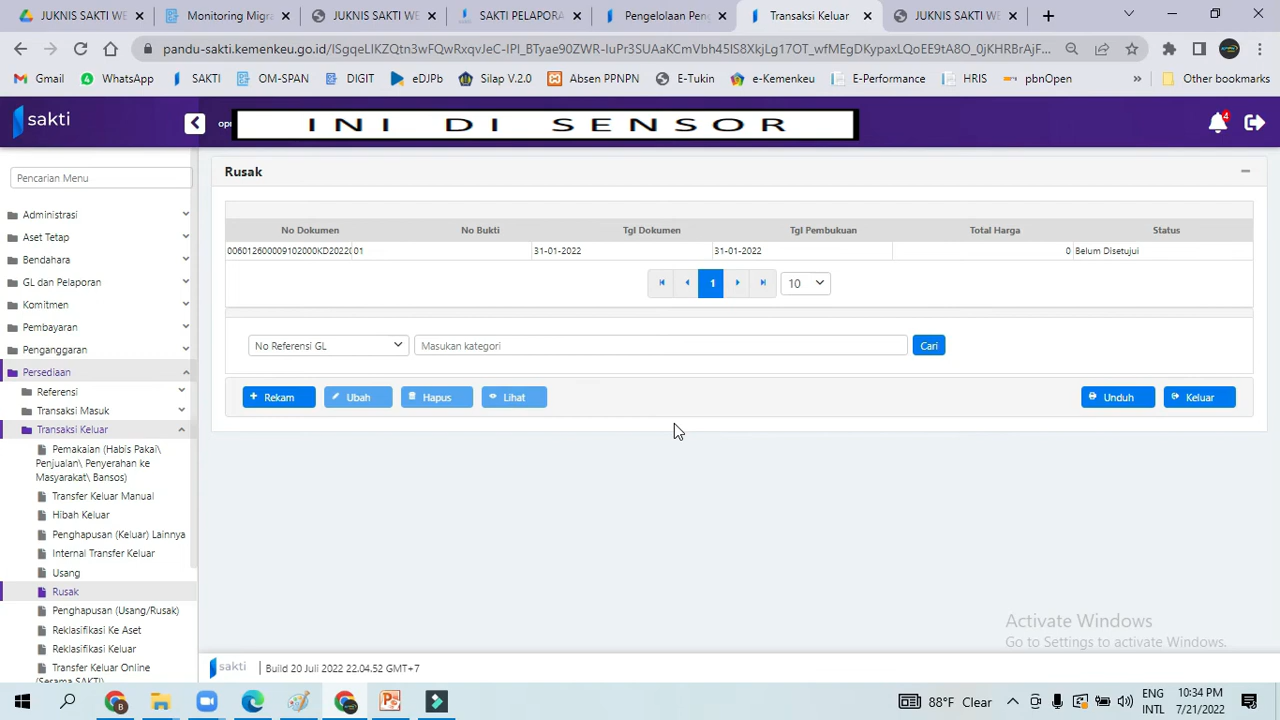 JUKNIS SAKTI WE
Monitoring Migra
JUKNIS SAKTI WE
SAKTI PELAPORA
Pengelolaan Peng
Transaksi Keluar
JUKNIS SAKTI WE
Gmail
WhatsApp
SAKTI
OM-SPAN
DIGIT
eDJPb
Silap V.2.0
Absen PPNPN
E-Tukin
e-Kemenkeu
E-Performance
HRIS
pbnOpen
»
Other bookmarks
sakti
opr
INI DI SENSOR
4
Pencarian Menu
Administrasi
Aset Tetap
Bendahara
GL dan Pelaporan
Komitmen
Pembayaran
Penganggaran
Persediaan
Referensi
Transaksi Masuk
Transaksi Keluar
Pemakaian (Habis Pakai\
Penjualan\ Penyerahan ke
Masyarakat\ Bansos)
Transfer Keluar Manual
Hibah Keluar
Penghapusan (Keluar) Lainnya
Internal Transfer Keluar
Usang
Rusak
Penghapusan (Usang/Rusak)
Reklasifikasi Ke Aset
Reklasifikasi Keluar
Transfer Keluar Online
(Sesama SAKTI)
Rusak
No Dokumen No Bukti Tgl Dokumen Tgl Pembukuan Total Harga Status
01 31-01-2022 31-01-2022 0 Belum Disetujui
1
10
No Referensi GL
Masukan kategori
Cari
Rekam
Ubah
Hapus
Lihat
Unduh
Keluar
Activate Windows
Go to Settings to activate Windows.
sakti | Build 20 Juli 2022 22.04.52 GMT+7
88°F Clear
ENG
INTL
10:34 PM
7/21/2022